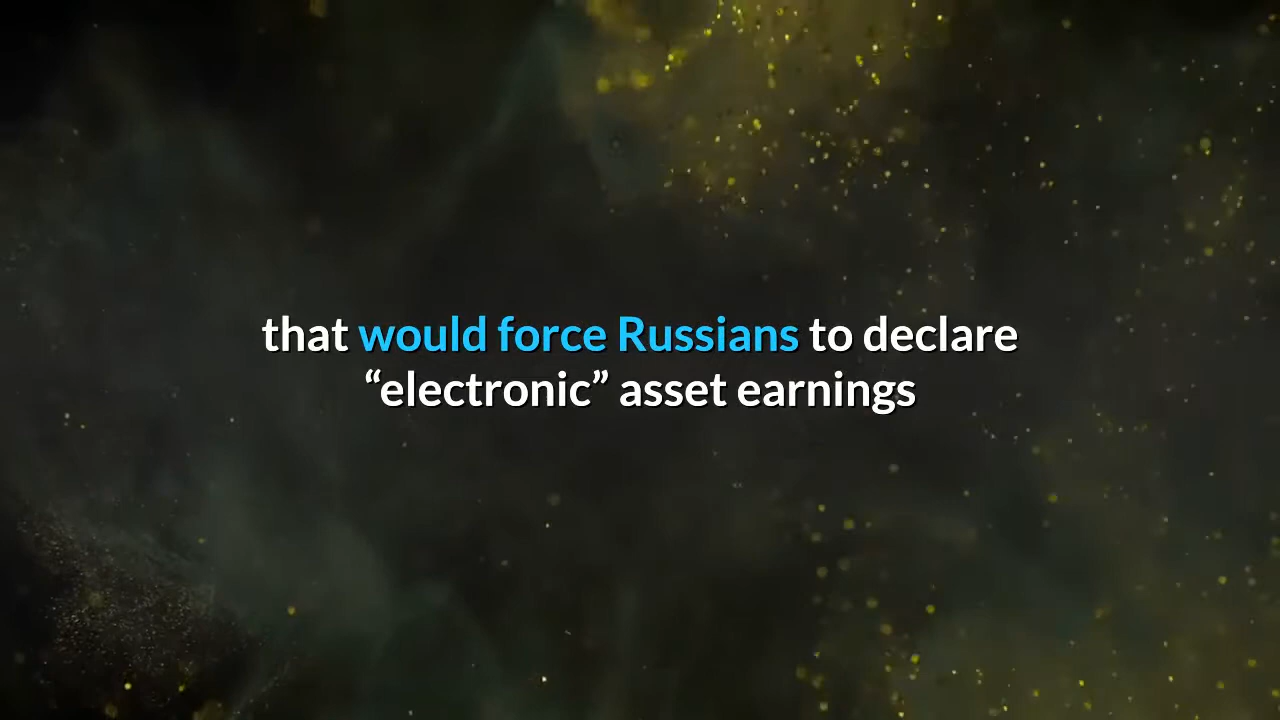 that would force Russians to declare
“electronic” asset earnings